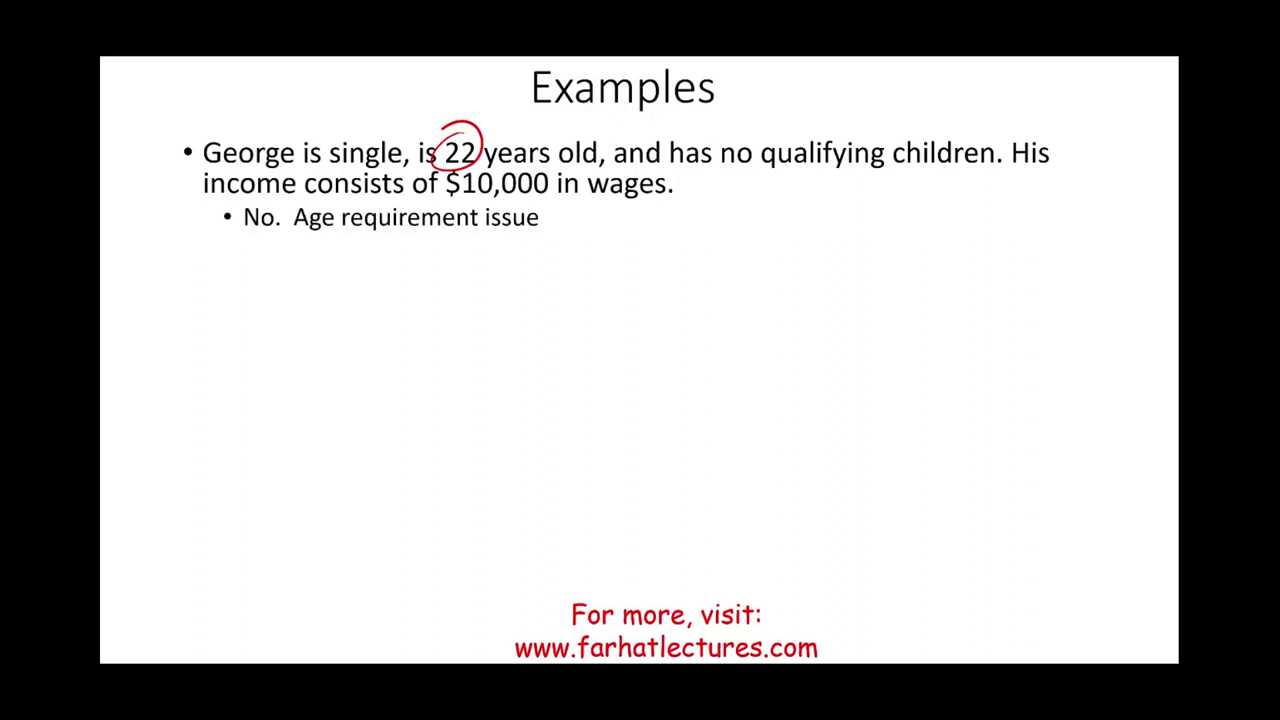 Examples
• George is single, is 22 years old, and has no qualifying children. His
income consists of $10,000 in wages.
• No.  Age requirement issue
For more, visit:
www.farhatlectures.com